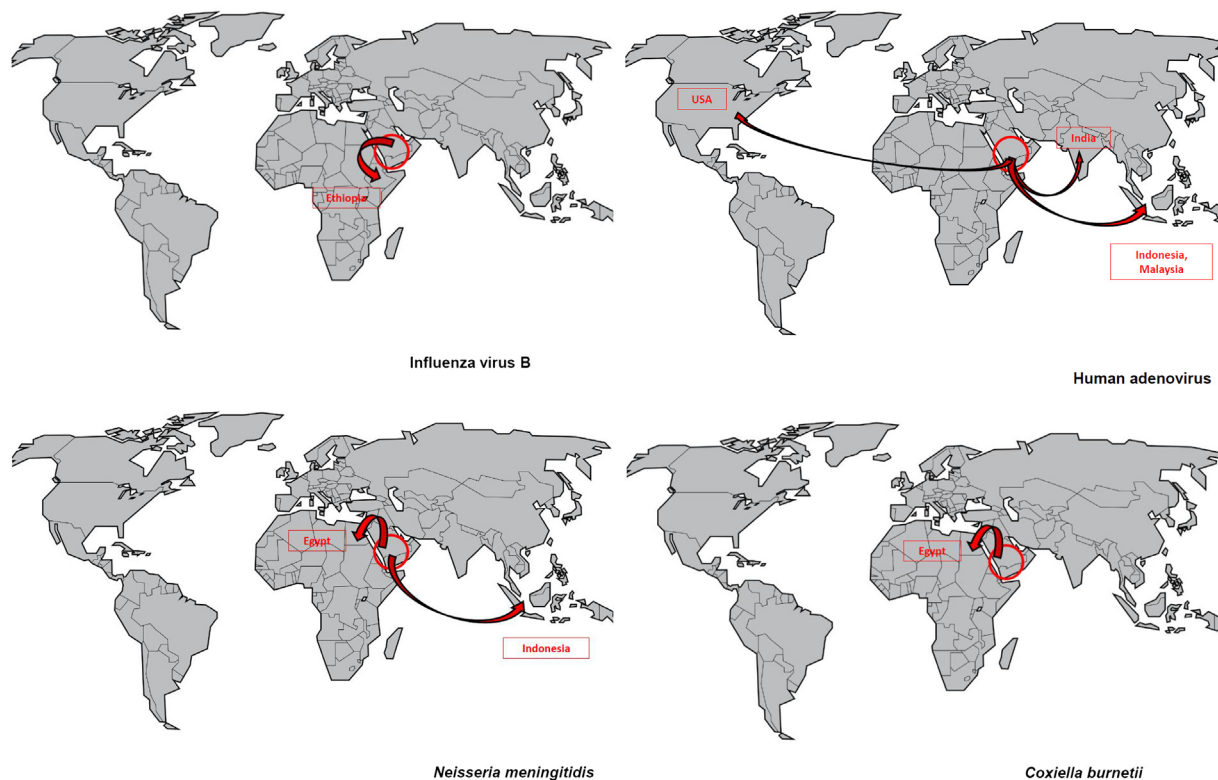 Ethiopia
Influenza virus B
USA
India
Indonesia,
Malaysia
Human adenovirus
Egypt
Indonesia
Neisseria meningitidis
Egypt
Coxiella burnetii